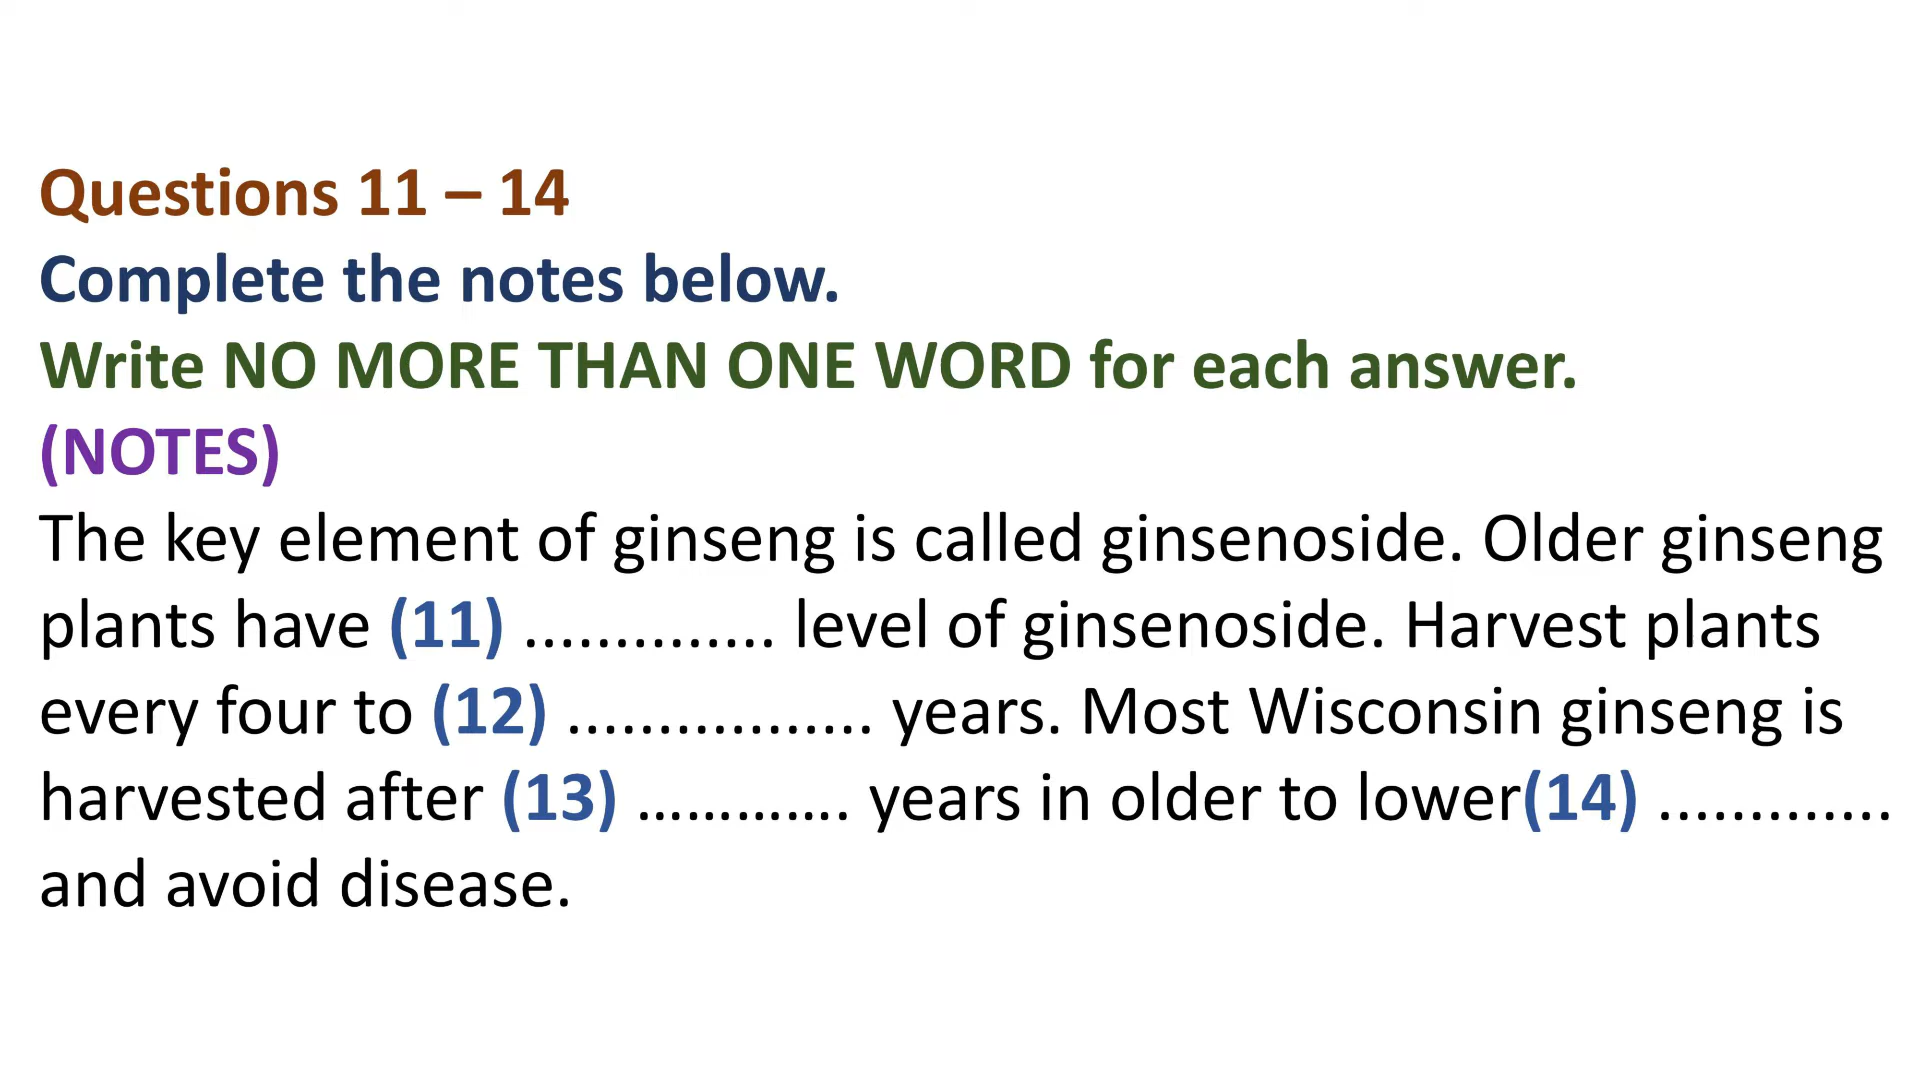 Questions 11 – 14
Complete the notes below.
Write NO MORE THAN ONE WORD for each answer.
(NOTES)
The key element of ginseng is called ginsenoside. Older ginseng
plants have (11) .............. level of ginsenoside. Harvest plants
every four to (12) ................. years. Most Wisconsin ginseng is
harvested after (13) …………. years in older to lower(14) .............
and avoid disease.